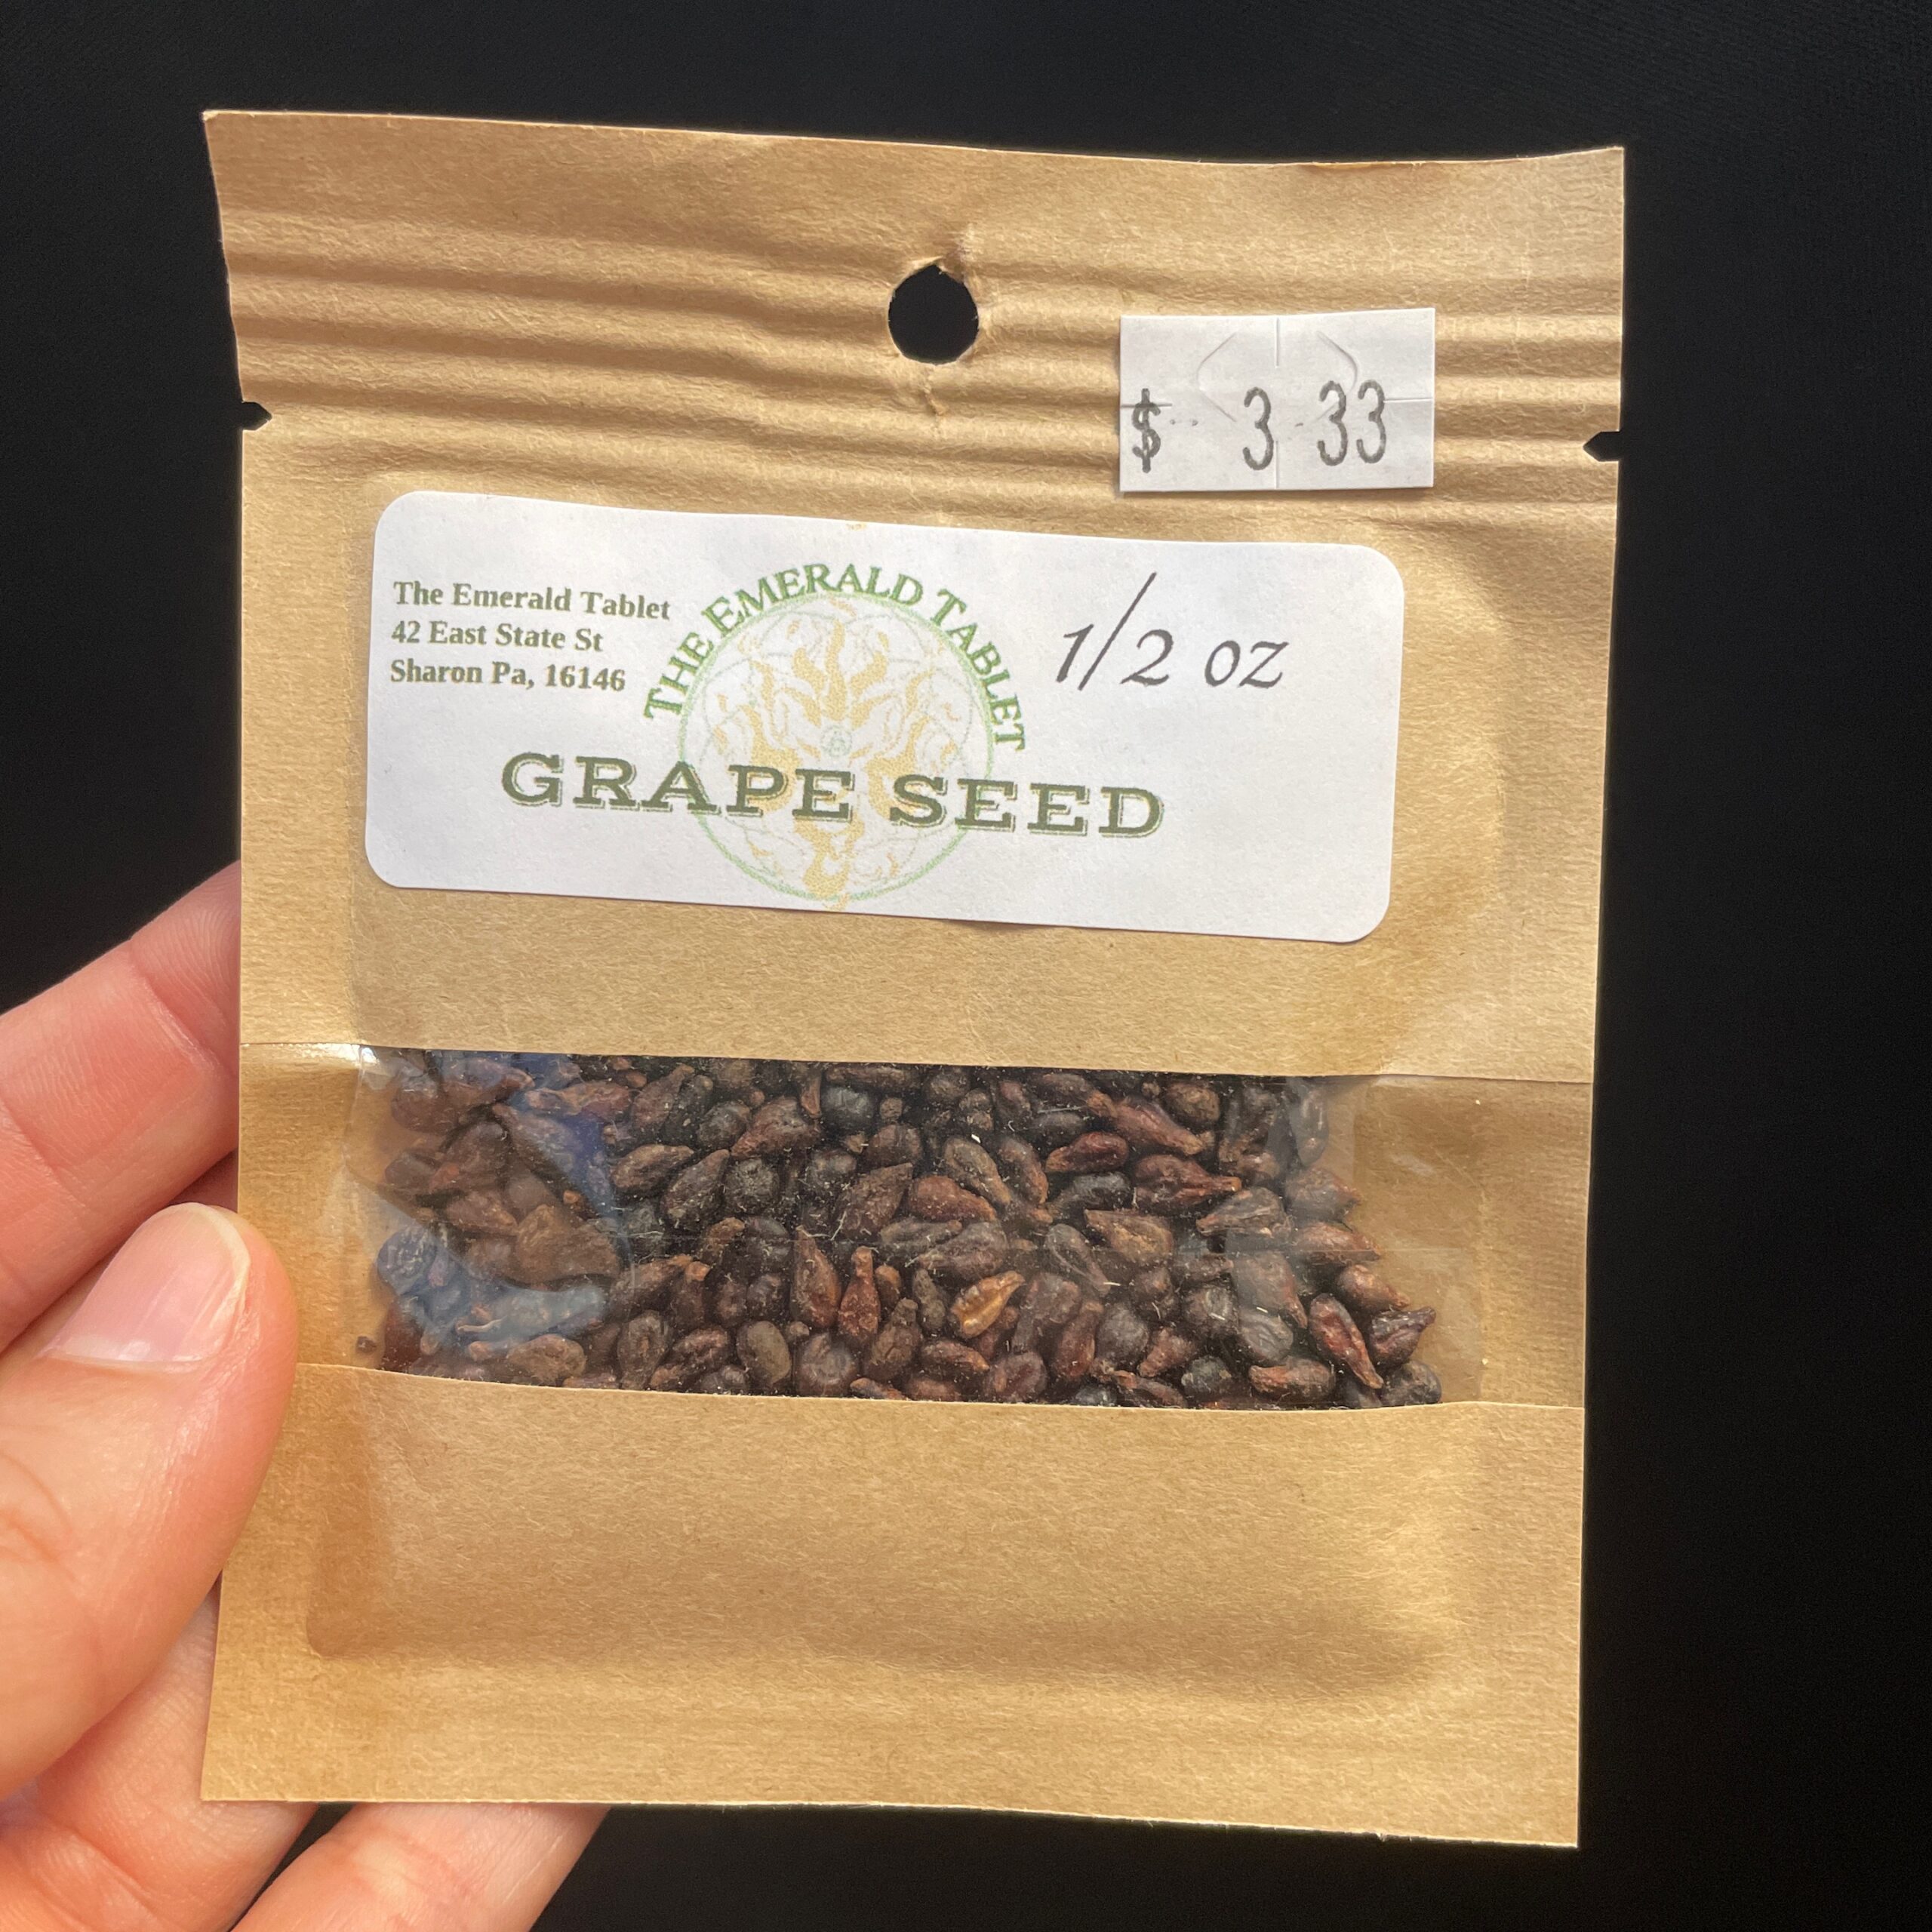 $ 3.33
The Emerald Tablet
42 East State St
Sharon Pa, 16146
THE EMERALD TABLET
1/2 oz
GRAPE SEED